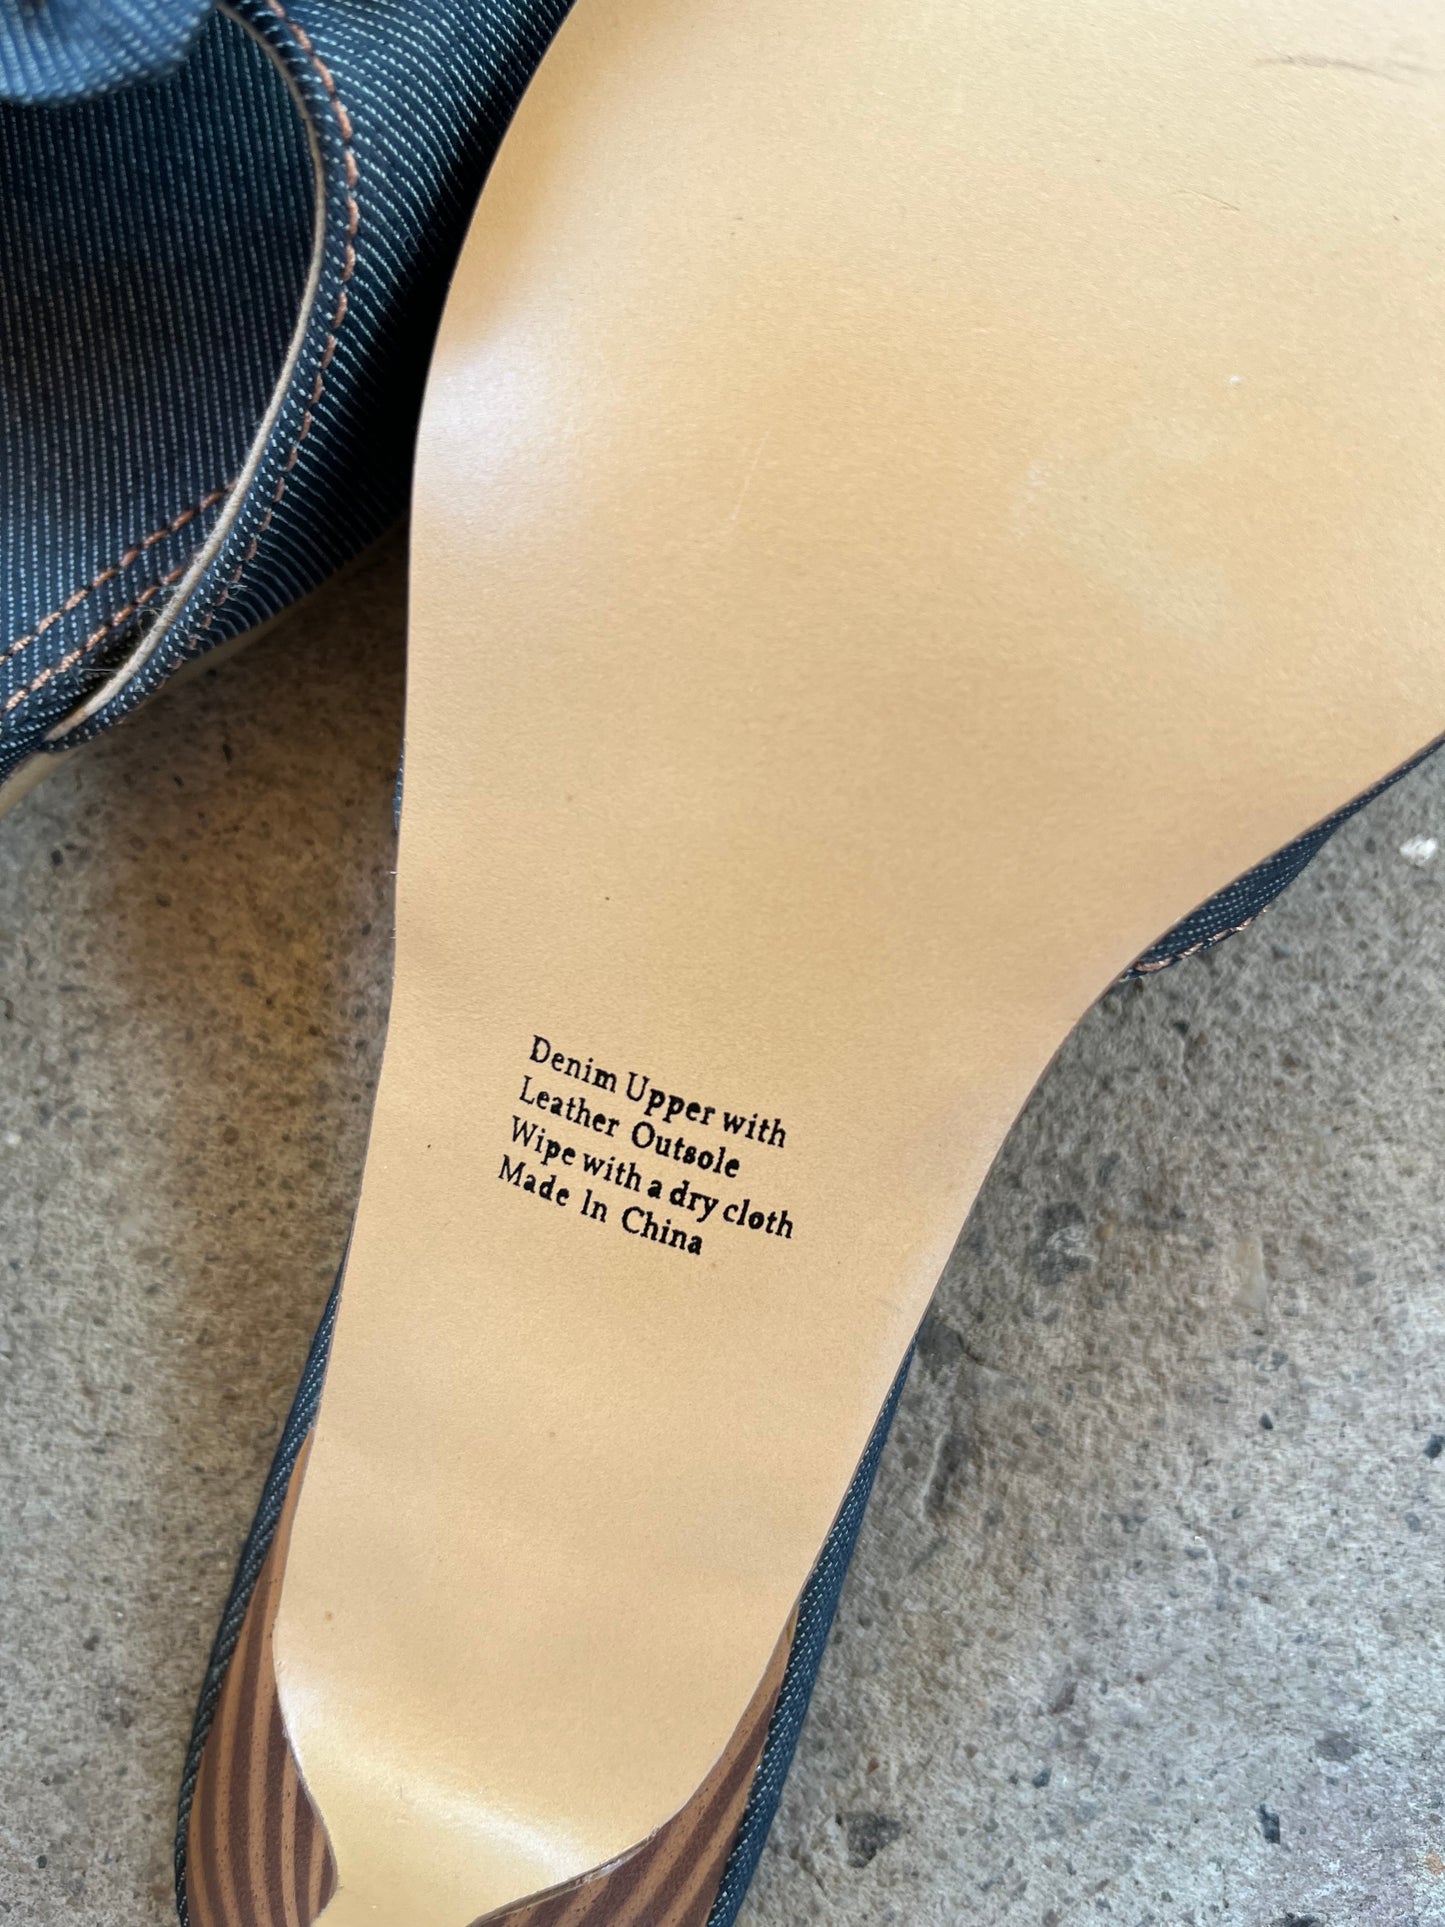 Denim Upper with
Leather Outsole
Wipe with a dry cloth
Made In China